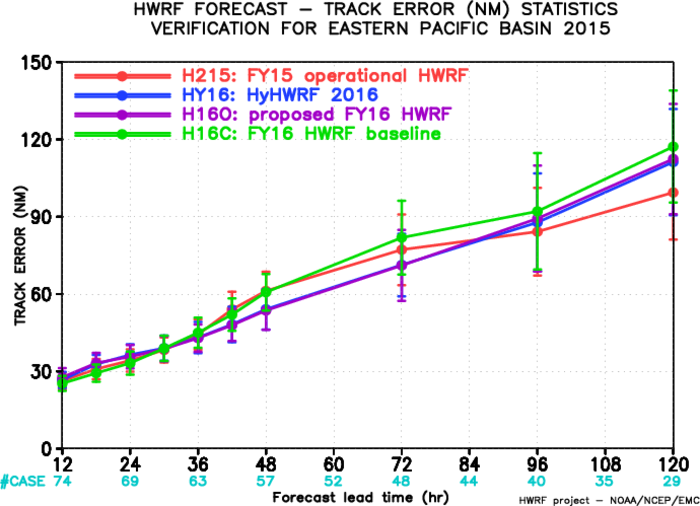 HWRF FORECAST – TRACK ERROR (NM) STATISTICS
VERIFICATION FOR EASTERN PACIFIC BASIN 2015
H215: FY15 operational HWRF
HY16: HyHWRF 2016
H16O: proposed FY16 HWRF
H16C: FY16 HWRF baseline
TRACK ERROR (NM)
150
120
90
60
30
0
12 24 36 48 60 72 84 96 108 120
#CASE 74 69 63 57 52 48 44 40 35 29
Forecast lead time (hr)
HWRF project – NOAA/NCEP/EMC